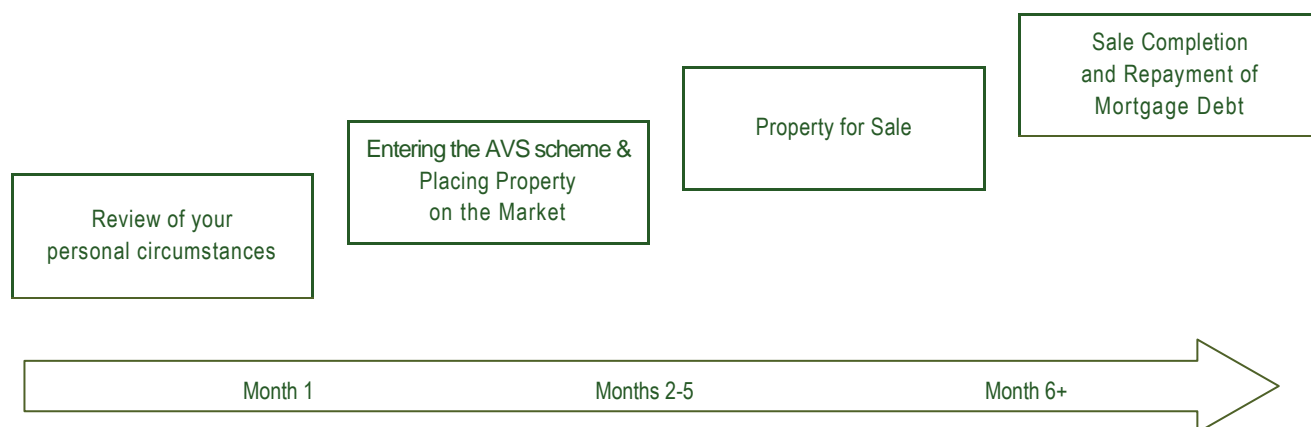 Review of your
personal circumstances
Entering the AVS scheme &
Placing Property
on the Market
Property for Sale
Sale Completion
and Repayment of
Mortgage Debt
Month 1
Months 2-5
Month 6+